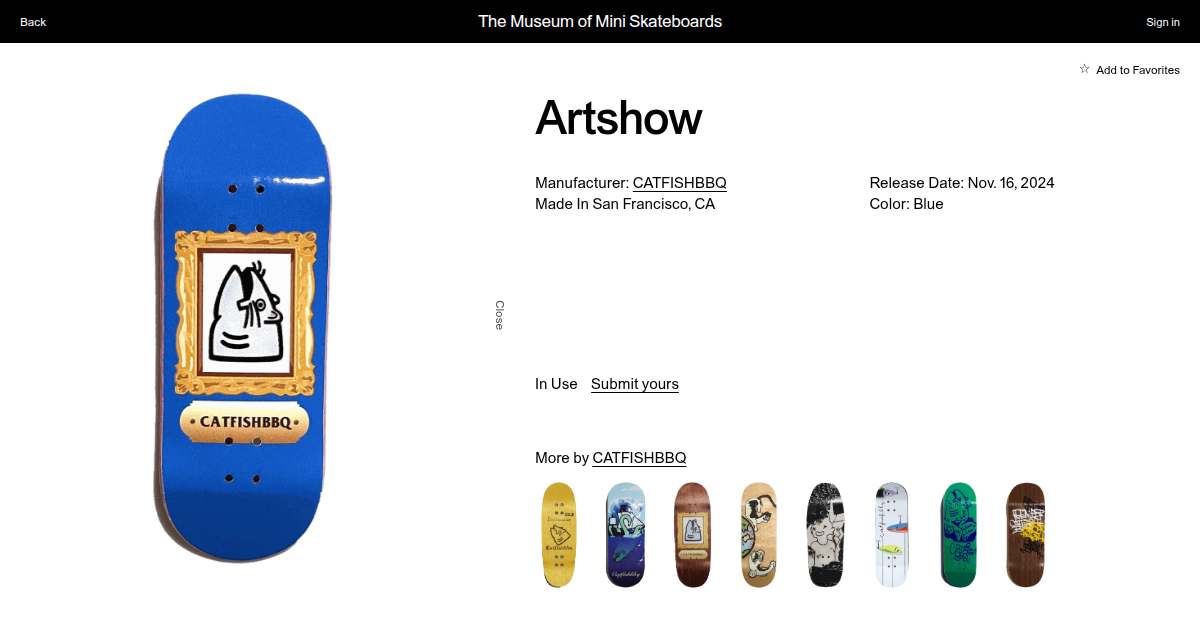 Back
The Museum of Mini Skateboards
Sign in
☆ Add to Favorites
Artshow
Manufacturer: CATFISHBBQ
Made In San Francisco, CA
Release Date: Nov. 16, 2024
Color: Blue
CATFISHBBQ
Close
In Use Submit yours
More by CATFISHBBQ